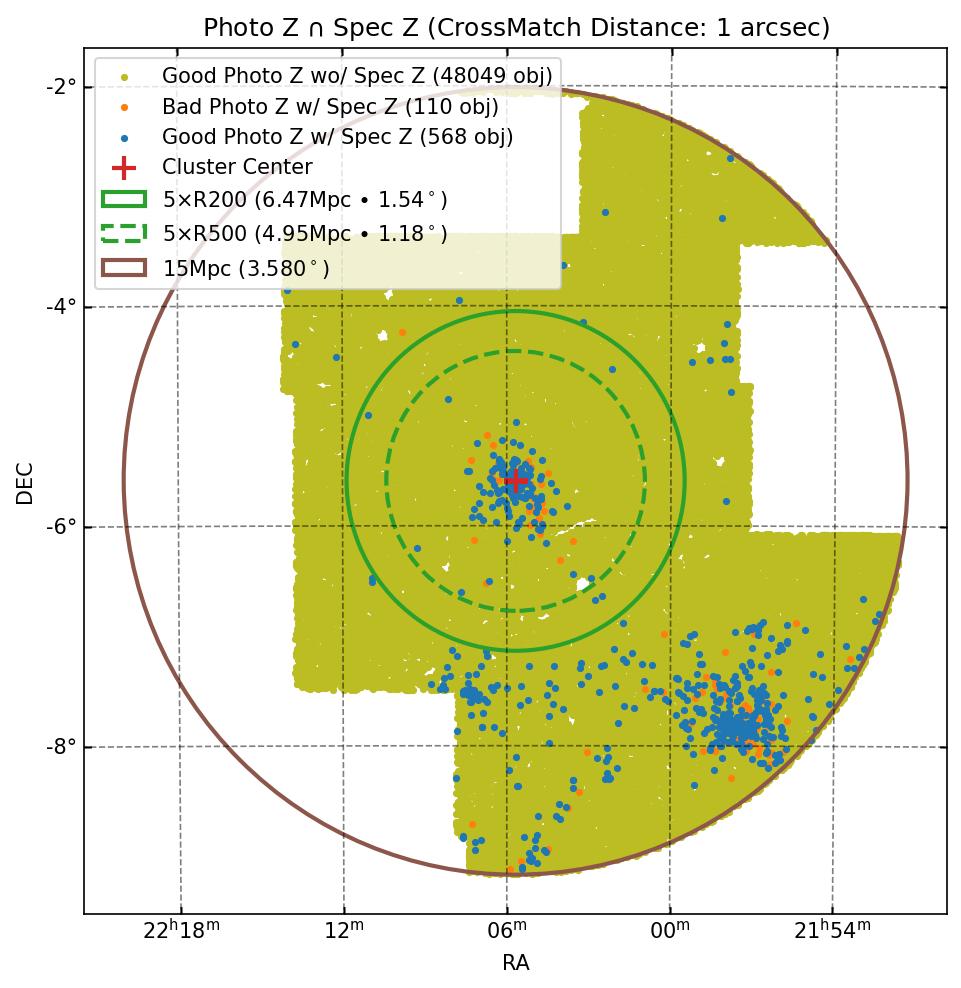 Photo Z ∩ Spec Z (CrossMatch Distance: 1 arcsec)
Good Photo Z wo/ Spec Z (48049 obj)
Bad Photo Z w/ Spec Z (110 obj)
Good Photo Z w/ Spec Z (568 obj)
Cluster Center
5×R200 (6.47Mpc • 1.54°)
5×R500 (4.95Mpc • 1.18°)
15Mpc (3.580°)
-2°
-4°
-6°
-8°
DEC
22ʰ18ᵐ 12ᵐ 06ᵐ 00ᵐ 21ʰ54ᵐ
RA